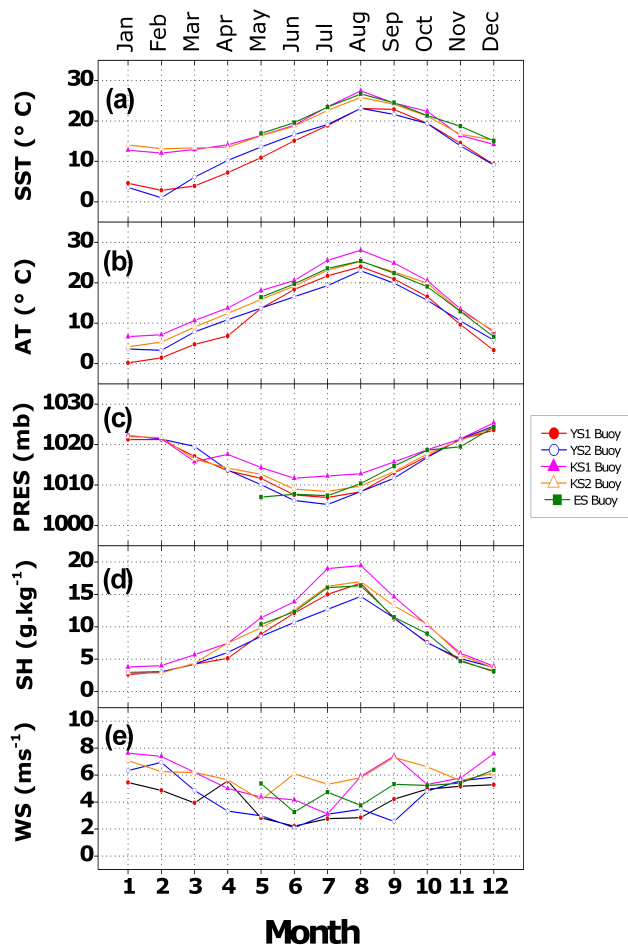 Jan Feb Mar Apr May Jun Jul Aug Sep Oct Nov Dec
(a)
SST (° C)
30
20
10
0
(b)
AT (° C)
30
20
10
0
(c)
PRES (mb)
1030
1020
1010
1000
YS1 Buoy
YS2 Buoy
KS1 Buoy
KS2 Buoy
ES Buoy
(d)
SH (g.kg⁻¹)
20
15
10
5
0
(e)
WS (ms⁻¹)
10
8
6
4
2
0
1 2 3 4 5 6 7 8 9 10 11 12
Month